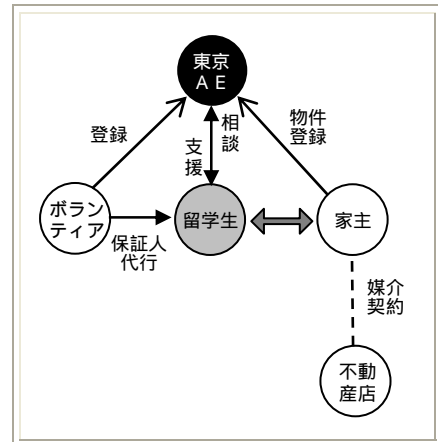 東京
ＡＥ
登録
支援
相談
物件
登録
ボラン
ティア
保証人
代行
留学生
家主
媒介
契約
不動
産店